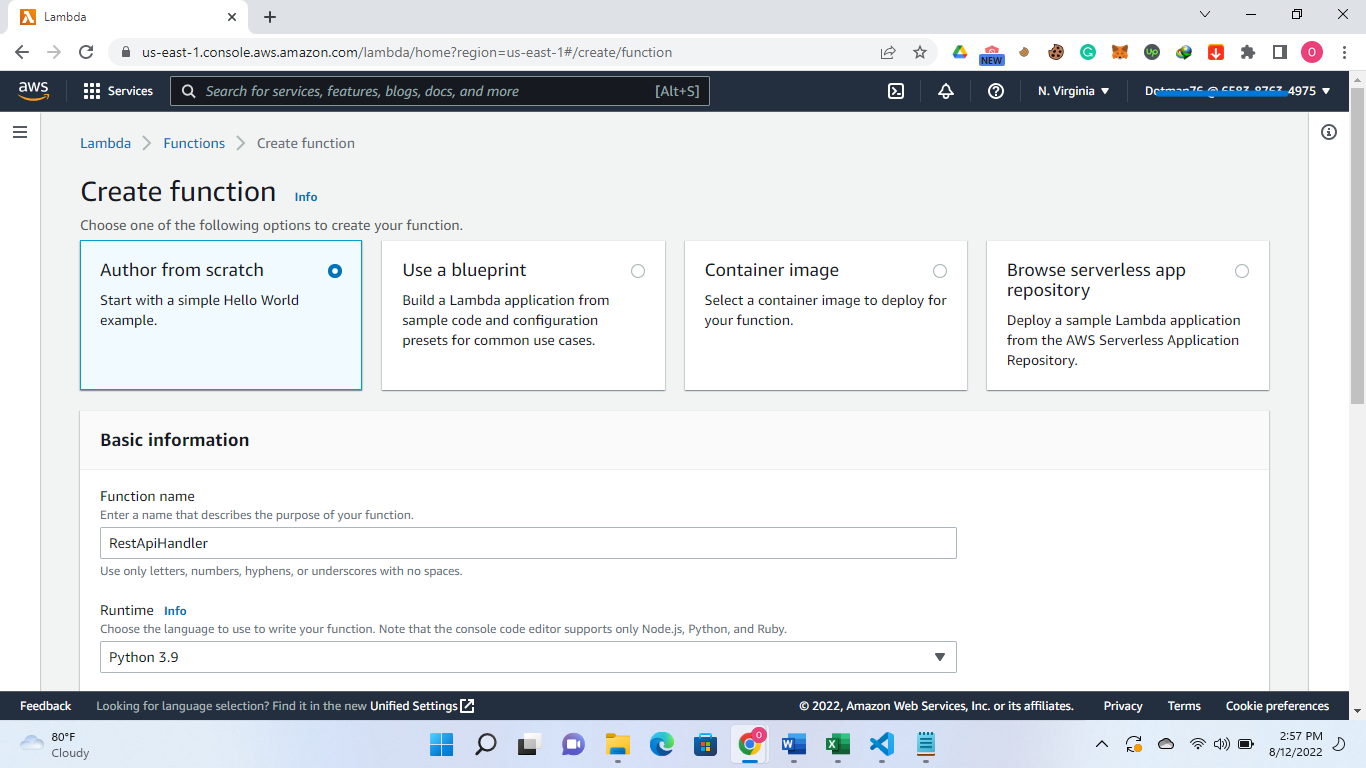 Lambda
us-east-1.console.aws.amazon.com/lambda/home?region=us-east-1#/create/function
NEW
Up
O
aws
Services
Search for services, features, blogs, docs, and more
[Alt+S]
N. Virginia
4975
Lambda
Functions
Create function
Create function
Info
Choose one of the following options to create your function.
Author from scratch
Start with a simple Hello World
example.
Use a blueprint
Build a Lambda application from
sample code and configuration
presets for common use cases.
Container image
Select a container image to deploy for
your function.
Browse serverless app
repository
Deploy a sample Lambda application
from the AWS Serverless Application
Repository.
Basic information
Function name
Enter a name that describes the purpose of your function.
RestApiHandler
Use only letters, numbers, hyphens, or underscores with no spaces.
Runtime Info
Choose the language to use to write your function. Note that the console code editor supports only Node.js, Python, and Ruby.
Python 3.9
Feedback
Looking for language selection? Find it in the new Unified Settings
© 2022, Amazon Web Services, Inc. or its affiliates.
Privacy
Terms
Cookie preferences
80°F
Cloudy
2:57 PM
8/12/2022